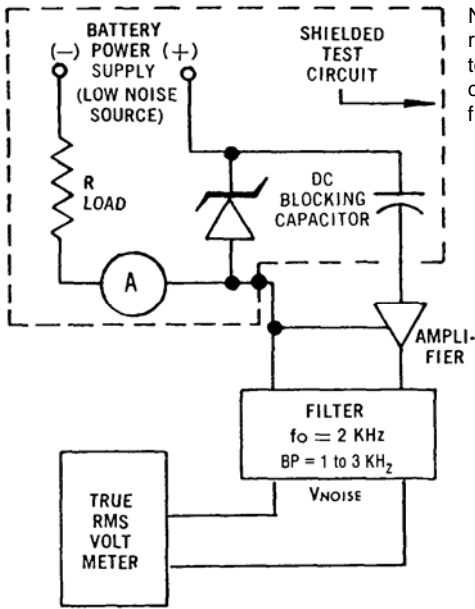 BATTERY
(-) POWER (+)
SUPPLY
(LOW NOISE
SOURCE)
SHIELDED
TEST
CIRCUIT
R
LOAD
DC
BLOCKING
CAPACITOR
A
AMPLI-
FIER
FILTER
fo = 2 KHz
BP = 1 to 3 KHz
VNOISE
TRUE
RMS
VOLT
METER